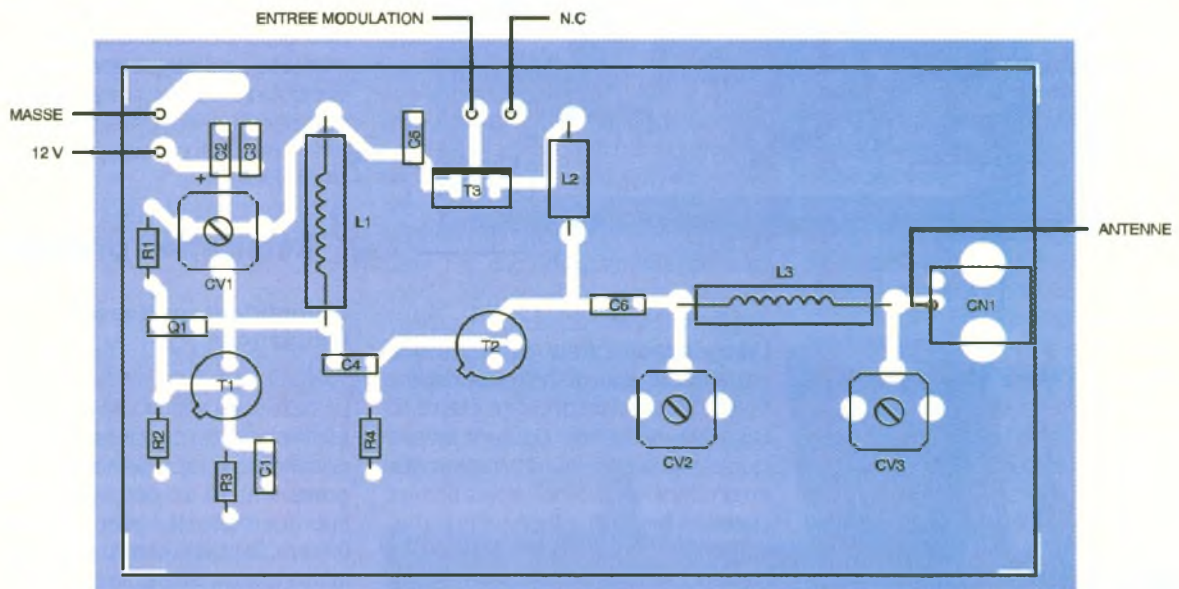 ENTREE MODULATION
N.C
MASSE
12 V
+
C2
C3
C5
T3
L2
R1
CV1
L1
ANTENNE
L3
CN1
Q1
C6
T2
C4
T1
R2
R3
C1
R4
CV2
CV3